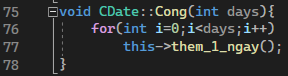 75 void CDate::Cong(int days){
76 for(int i=0;i<days;i++)
77 this->them_1_ngay();
78 }